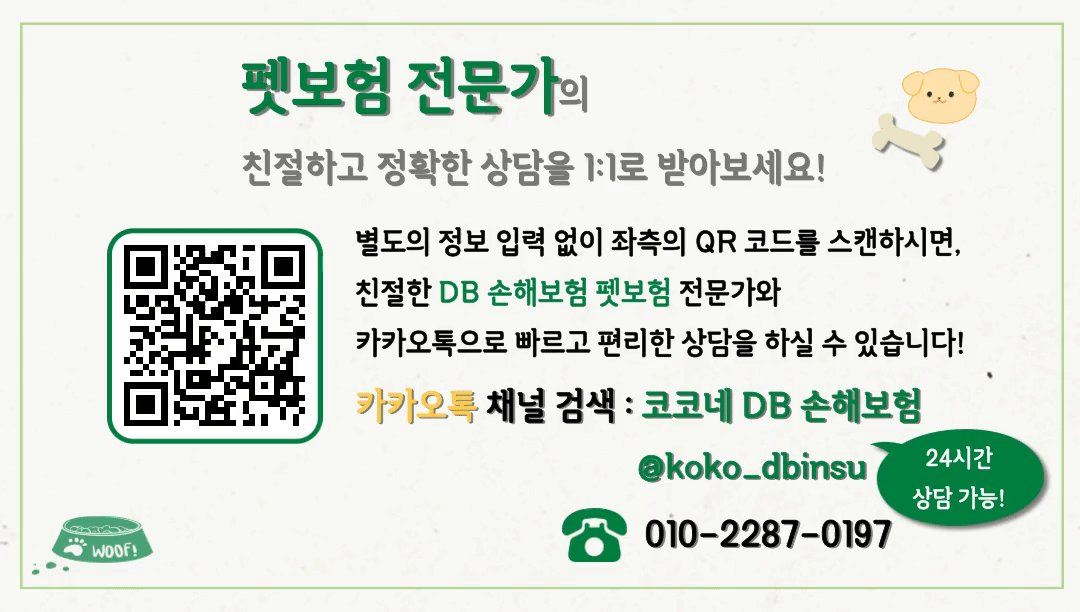 펫보험 전문가의
친절하고 정확한 상담을 1:1로 받아보세요!
별도의 정보 입력 없이 좌측의 QR 코드를 스캔하시면,
친절한 DB 손해보험 펫보험 전문가와
카카오톡으로 빠르고 편리한 상담을 하실 수 있습니다!
카카오톡 채널 검색 : 코코네 DB 손해보험
@koko_dbinsu
24시간
상담 가능!
010-2287-0197
WOOF!